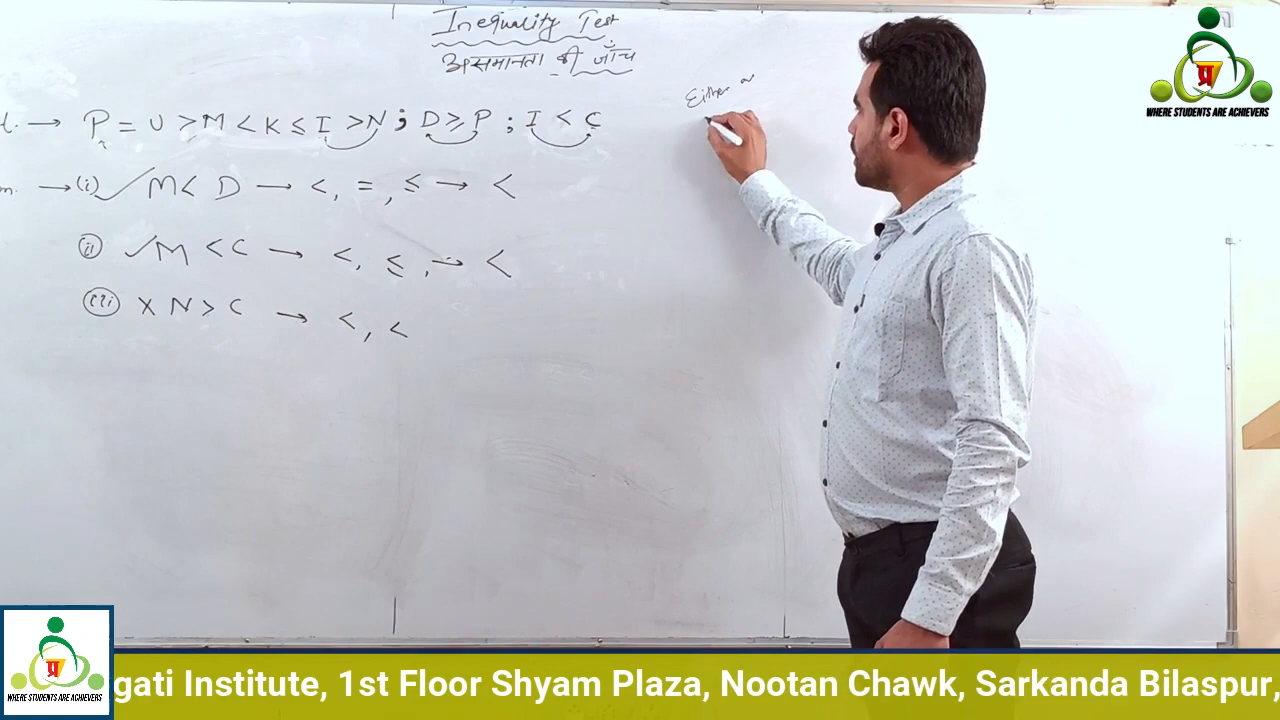 Inequality Test
असमानता की जाँच
Either or
t. → P = U > M < K ≤ I > N ; D ≥ P ; I < C
m. → (i) ✓ M < D → <, =, ≤ → <
(ii) ✓ M < C → <, ≤, → <
(iii) X N > C → <, <
WHERE STUDENTS ARE ACHIEVERS
प्र
WHERE STUDENTS ARE ACHIEVERS
प्र
gati Institute, 1st Floor Shyam Plaza, Nootan Chawk, Sarkanda Bilaspur,